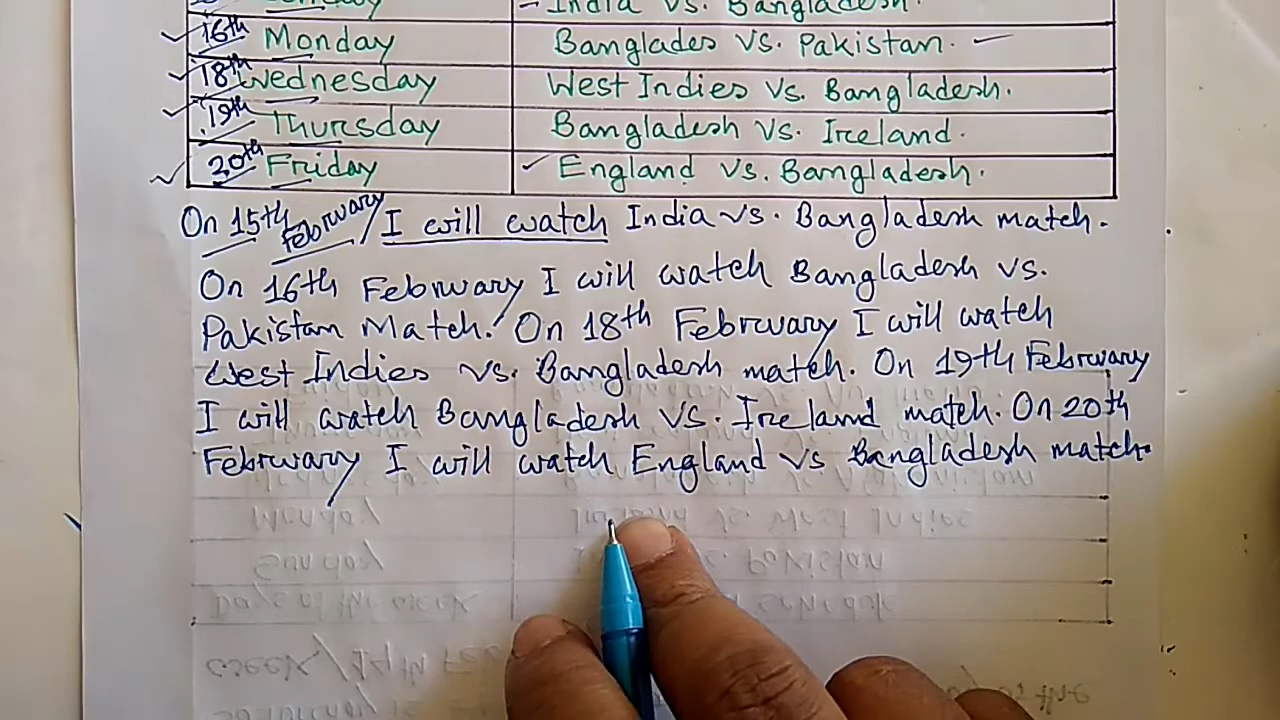 India vs. Bangladesh.
16th Monday Banglades vs. Pakistan.
18th Wednesday West Indies vs. Bangladesh.
19th Thursday Bangladesh vs. Ireland.
20th Friday England vs. Bangladesh.
On 15th February I will watch India vs. Bangladesh match.
On 16th February I will watch Bangladesh vs.
Pakistan Match. On 18th February I will watch
West Indies vs. Bangladesh match. On 19th February
I will watch Bangladesh vs. Ireland match. On 20th
February I will watch England vs Bangladesh match.